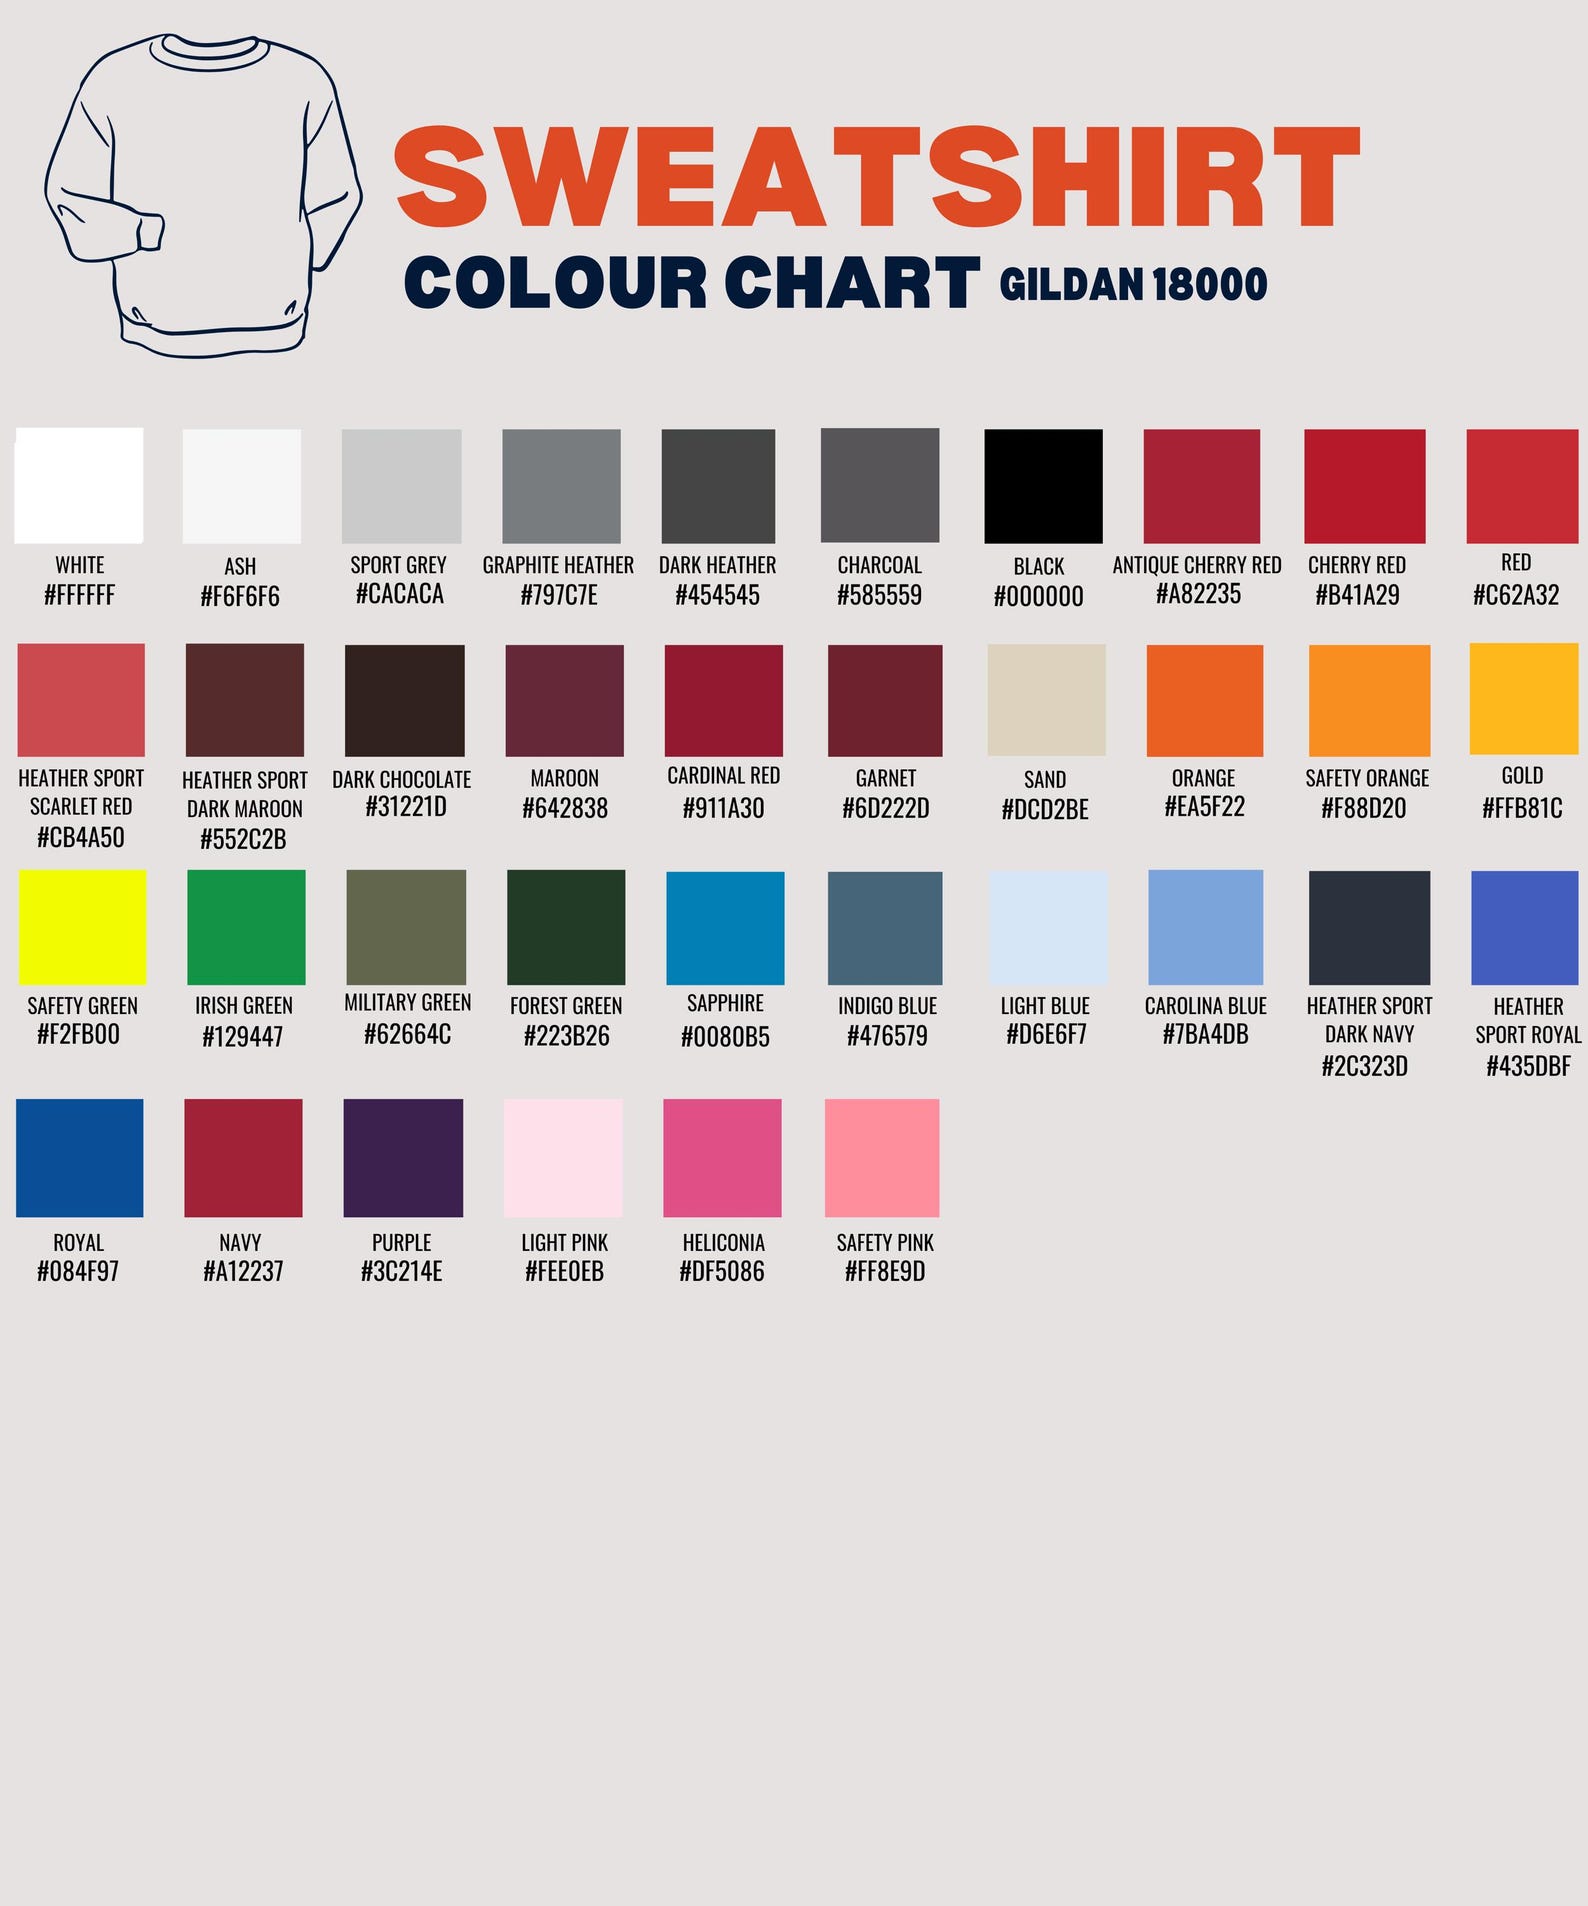 SWEATSHIRT
COLOUR CHART GILDAN 18000
WHITE
#FFFFFF
ASH
#F6F6F6
SPORT GREY
#CACACA
GRAPHITE HEATHER
#797C7E
DARK HEATHER
#454545
CHARCOAL
#585559
BLACK
#000000
ANTIQUE CHERRY RED
#A82235
CHERRY RED
#B41A29
RED
#C62A32
HEATHER SPORT
SCARLET RED
#CB4A50
HEATHER SPORT
DARK MAROON
#552C2B
DARK CHOCOLATE
#31221D
MAROON
#642838
CARDINAL RED
#911A30
GARNET
#6D222D
SAND
#DCD2BE
ORANGE
#EA5F22
SAFETY ORANGE
#F88D20
GOLD
#FFB81C
SAFETY GREEN
#F2FB00
IRISH GREEN
#129447
MILITARY GREEN
#62664C
FOREST GREEN
#223B26
SAPPHIRE
#0080B5
INDIGO BLUE
#476579
LIGHT BLUE
#D6E6F7
CAROLINA BLUE
#7BA4DB
HEATHER SPORT
DARK NAVY
#2C323D
HEATHER
SPORT ROYAL
#435DBF
ROYAL
#084F97
NAVY
#A12237
PURPLE
#3C214E
LIGHT PINK
#FEE0EB
HELICONIA
#DF5086
SAFETY PINK
#FF8E9D